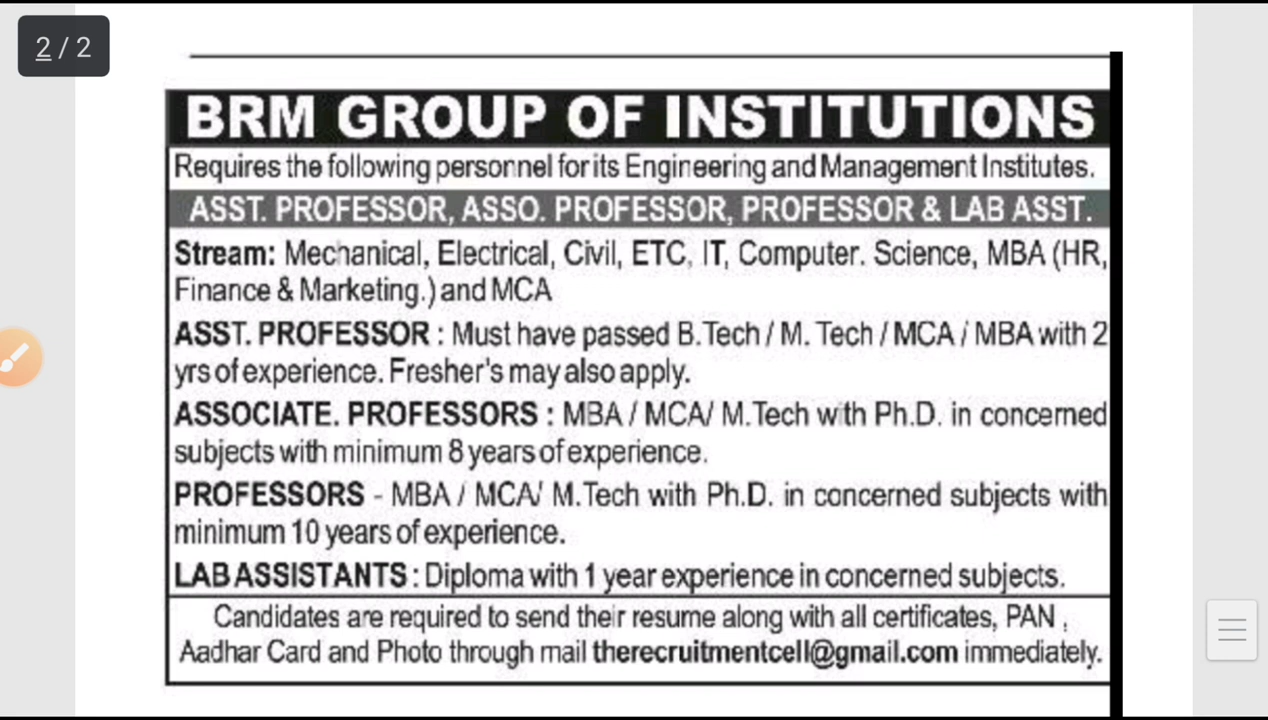 2 / 2
BRM GROUP OF INSTITUTIONS
Requires the following personnel for its Engineering and Management Institutes.
ASST. PROFESSOR, ASSO. PROFESSOR, PROFESSOR & LAB ASST.
Stream: Mechanical, Electrical, Civil, ETC, IT, Computer. Science, MBA (HR,
Finance & Marketing.) and MCA
ASST. PROFESSOR : Must have passed B.Tech / M. Tech / MCA / MBA with 2
yrs of experience. Fresher's may also apply.
ASSOCIATE. PROFESSORS : MBA / MCA/ M.Tech with Ph.D. in concerned
subjects with minimum 8 years of experience.
PROFESSORS - MBA / MCA/ M.Tech with Ph.D. in concerned subjects with
minimum 10 years of experience.
LAB ASSISTANTS : Diploma with 1 year experience in concerned subjects.
Candidates are required to send their resume along with all certificates, PAN ,
Aadhar Card and Photo through mail therecruitmentcell@gmail.com immediately.